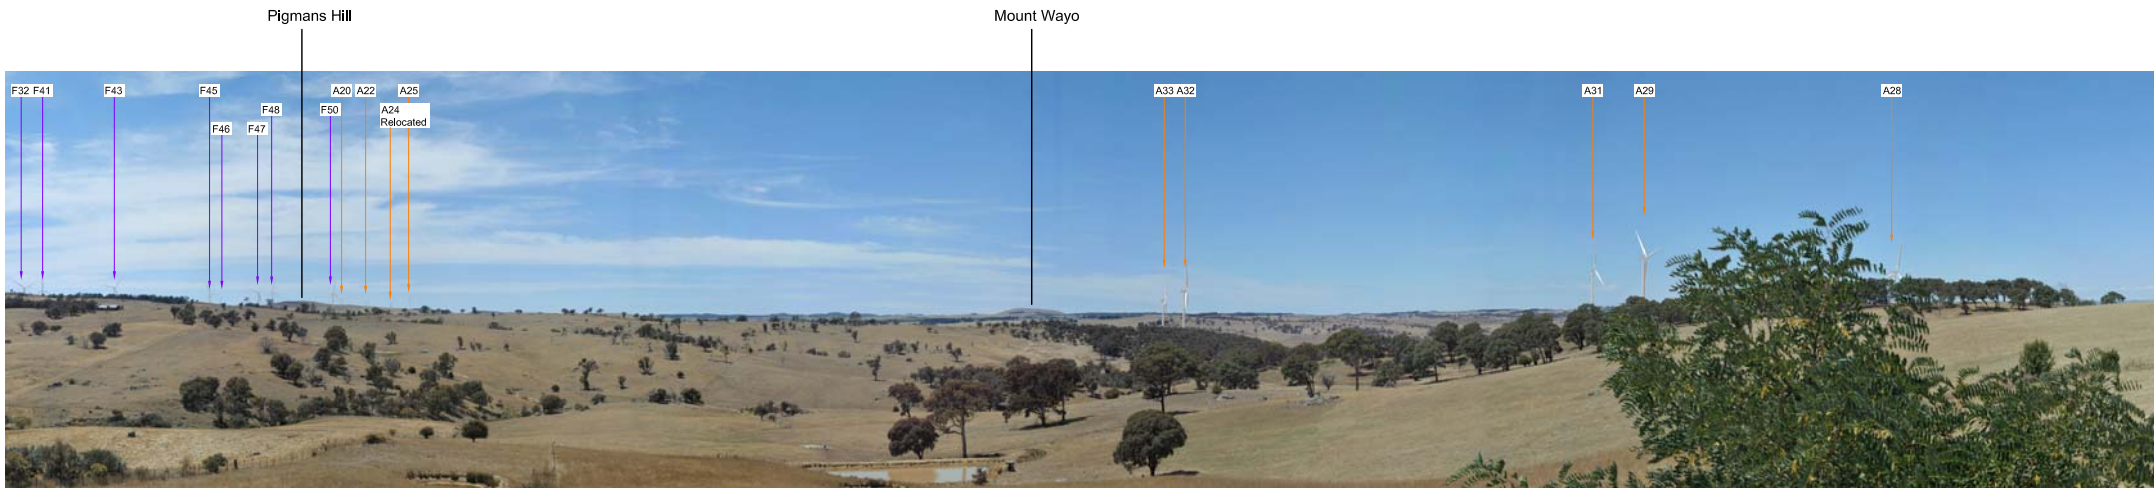 Pigmans Hill
Mount Wayo
F32 F41 F43 F45 A20 A22 A25 A33 A32 A31 A29 A28
F48 F50 A24
Relocated
F46 F47